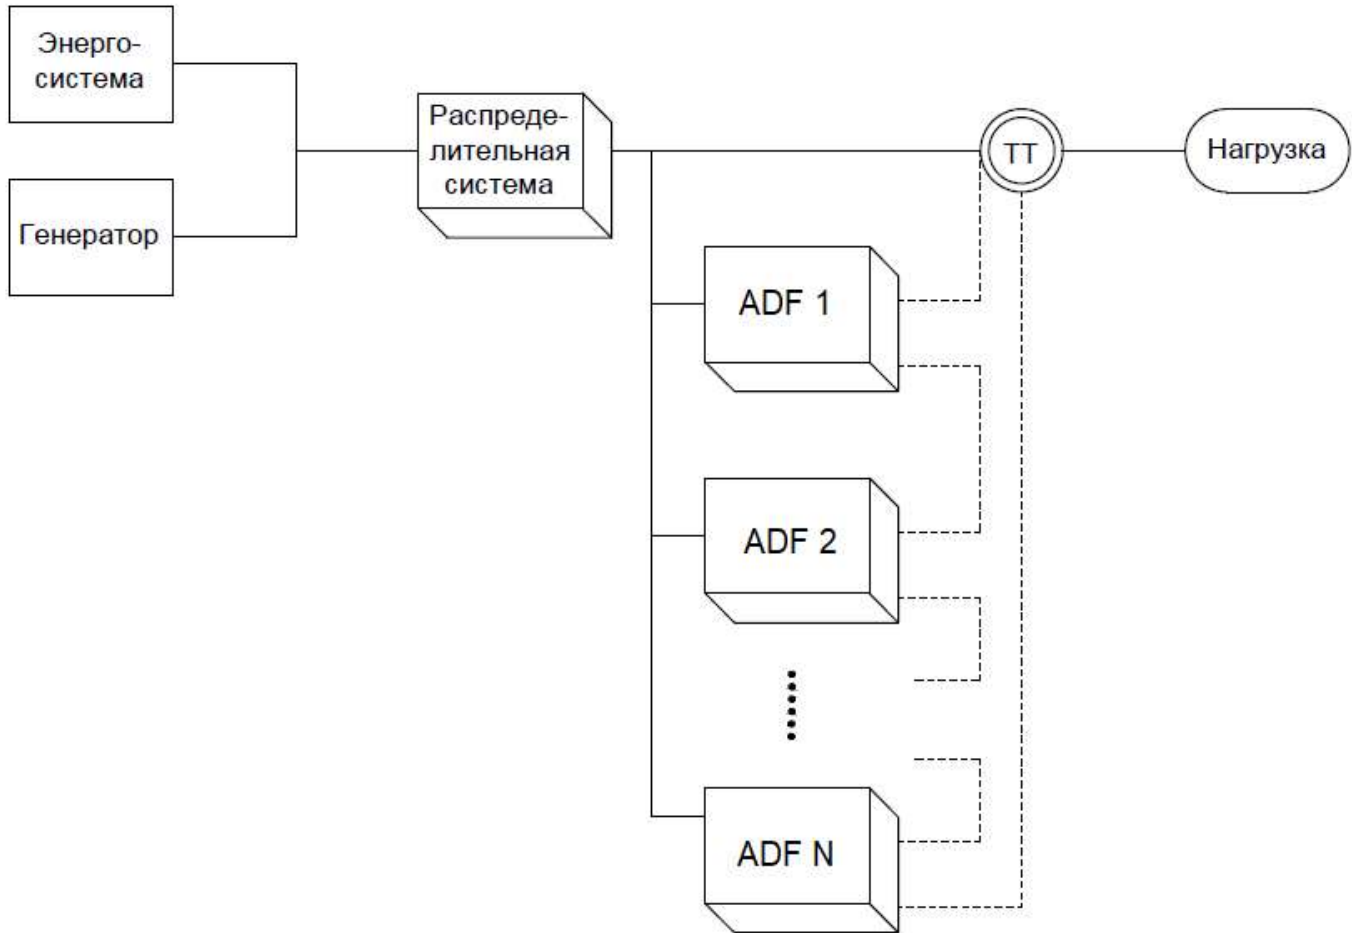 Энерго-
система
Генератор
Распреде-
лительная
система
ТТ
Нагрузка
ADF 1
ADF 2
ADF N